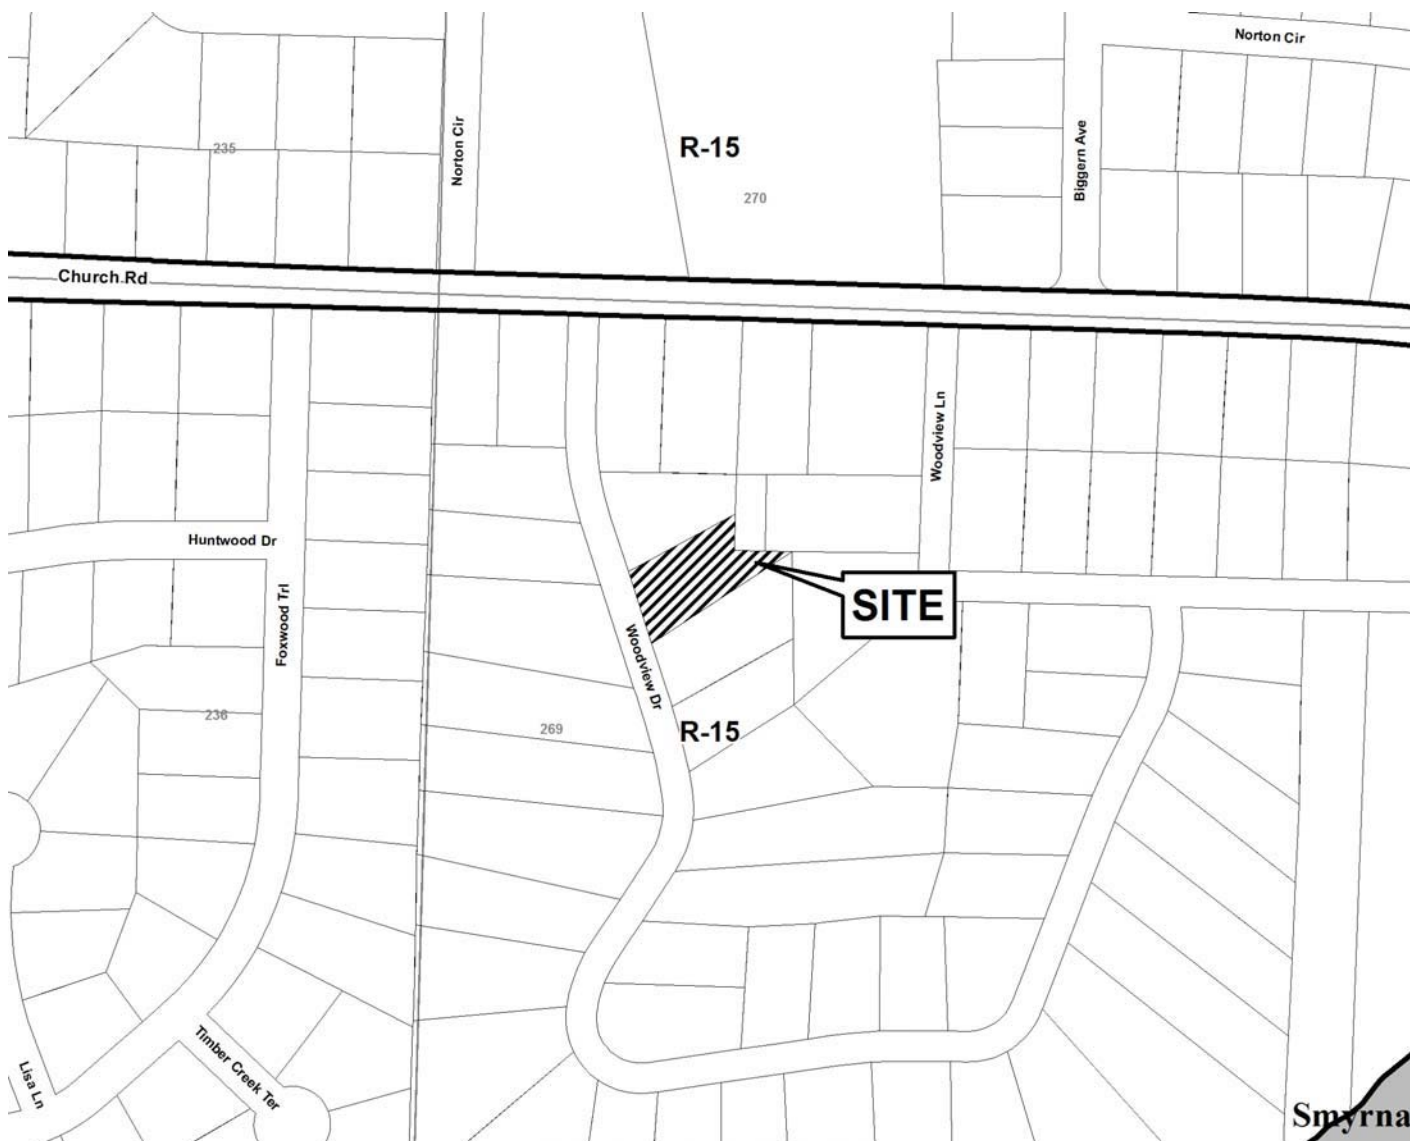 Norton Cir
Norton Cir
Biggern Ave
R-15
235
270
Church Rd
Woodview Ln
Huntwood Dr
Foxwood Trl
SITE
Woodview Dr
236
269
R-15
Timber Creek Ter
Lisa Ln
Smyrna